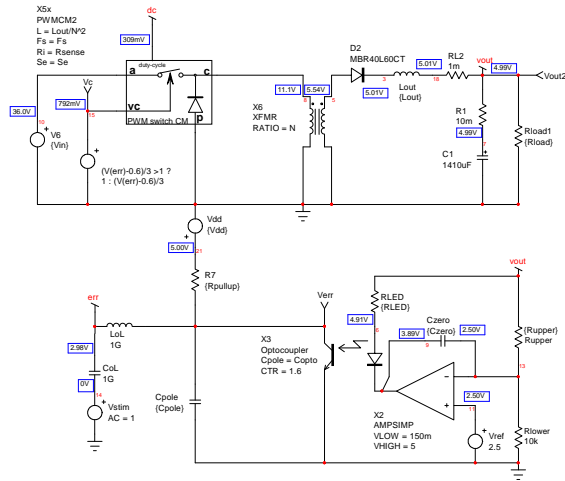 X5x
PWMCM2
L = Lout/N^2
Fs = Fs
Ri = Rsense
Se = Se
dc
309mV
duty-cycle
a
c
vc
p
PWM switch CM
Vc
792mV
15
36.0V
10
V6
{Vin}
(V(err)-0.6)/3 >1 ?
1 : (V(err)-0.6)/3
11.1V
5.54V
6
5
X6
XFMR
RATIO = N
D2
MBR40L60CT
3
5.01V
Lout
{Lout}
5.01V
18
RL2
1m
vout
4.99V
Vout2
R1
10m
4.99V
7
C1
1410uF
Rload1
{Rload}
Vdd
{Vdd}
5.00V
21
R7
{Rpullup}
err
LoL
1G
2.98V
CoL
1G
0V
14
Vstim
AC = 1
Cpole
{Cpole}
Verr
X3
Optocoupler
Cpole = Copto
CTR = 1.6
RLED
{RLED}
4.91V
8
3.89V
9
Czero
{Czero}
2.50V
vout
{Rupper}
Rupper
13
2.50V
11
X2
AMPSIMP
VLOW = 150m
VHIGH = 5
Vref
2.5
Rlower
10k